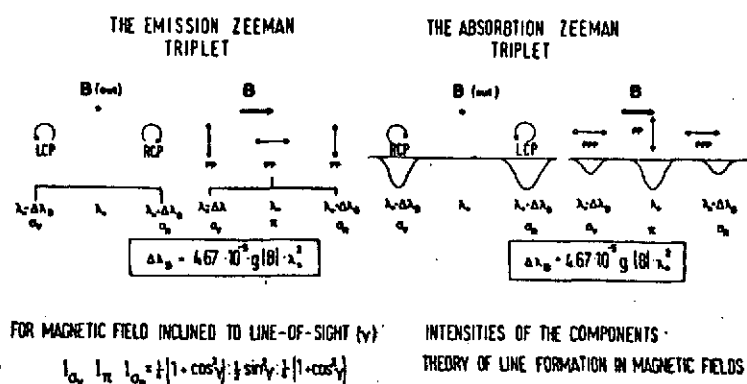 THE EMISSION ZEEMAN
TRIPLET
B (out)
B
LCP
RCP
λ₀-Δλ_B
λ₀
λ₀+Δλ_B
λ₀-Δλ
λ₀
λ₀+Δλ_B
σ_V
σ_R
σ_V
π
σ_R
Δλ_B = 4.67·10⁻⁵·g |B|·λ₀²
FOR MAGNETIC FIELD INCLINED TO LINE-OF-SIGHT (γ)
THE ABSORBTION ZEEMAN
TRIPLET
B (out)
B
RCP
LCP
PPP
PP
PPP
λ₀-Δλ_B
λ₀
λ₀+Δλ_B
λ₀-Δλ_B
λ₀
λ₀+Δλ_B
σ_V
σ_R
σ_V
π
σ_R
Δλ_B = 4.67·10⁻⁵ g |B|·λ₀²
INTENSITIES OF THE COMPONENTS
THEORY OF LINE FORMATION IN MAGNETIC FIELDS